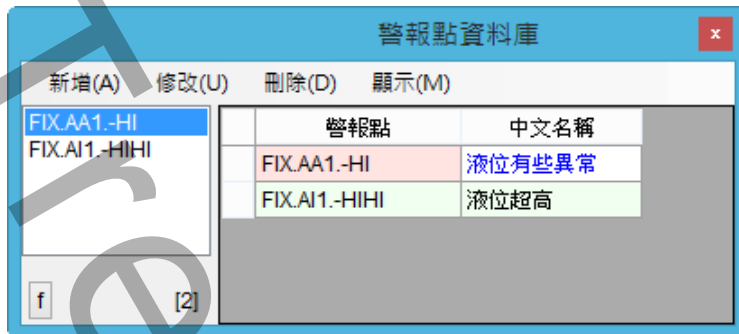 警報點資料庫
x
新增(A) 修改(U) 刪除(D) 顯示(M)
FIX.AA1.-HI
FIX.AI1.-HIHI
f [2]
警報點 中文名稱
FIX.AA1.-HI 液位有些異常
FIX.AI1.-HIHI 液位超高